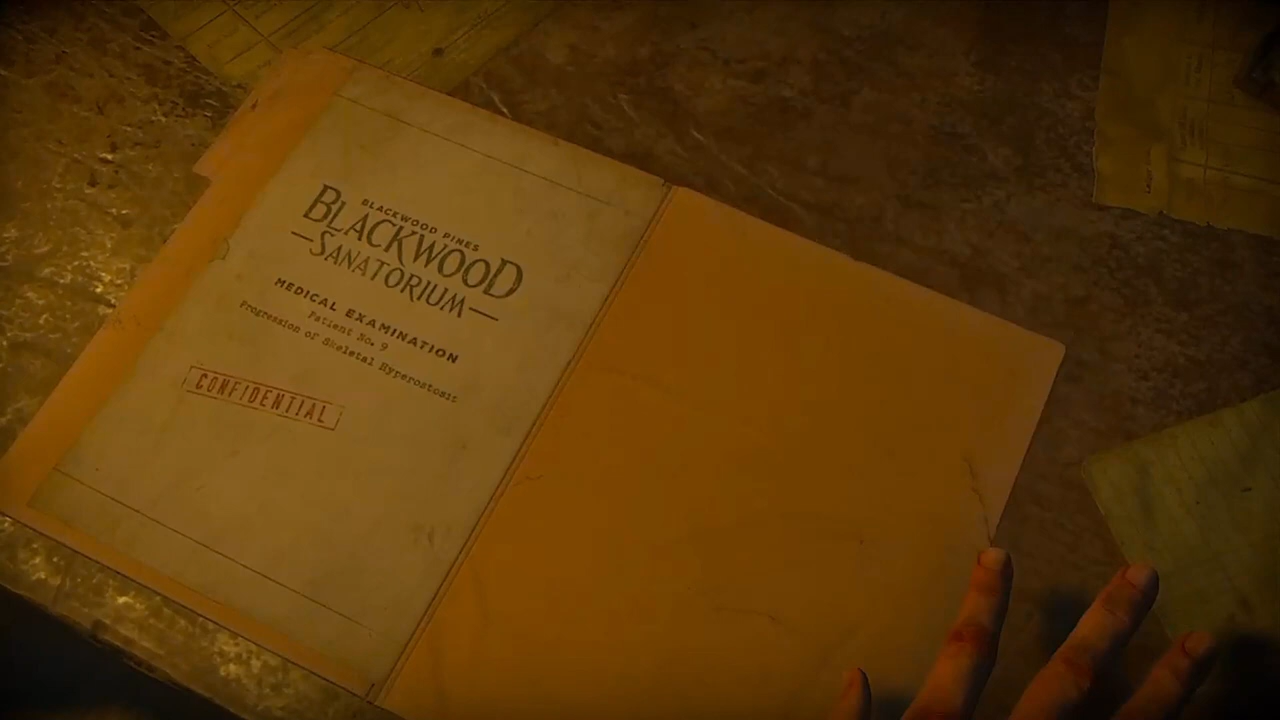 BLACKWOOD PINES
BLACKWOOD
SANATORIUM
MEDICAL EXAMINATION
Patient No. 9
Progression of Skeletal Hyperostosis
CONFIDENTIAL